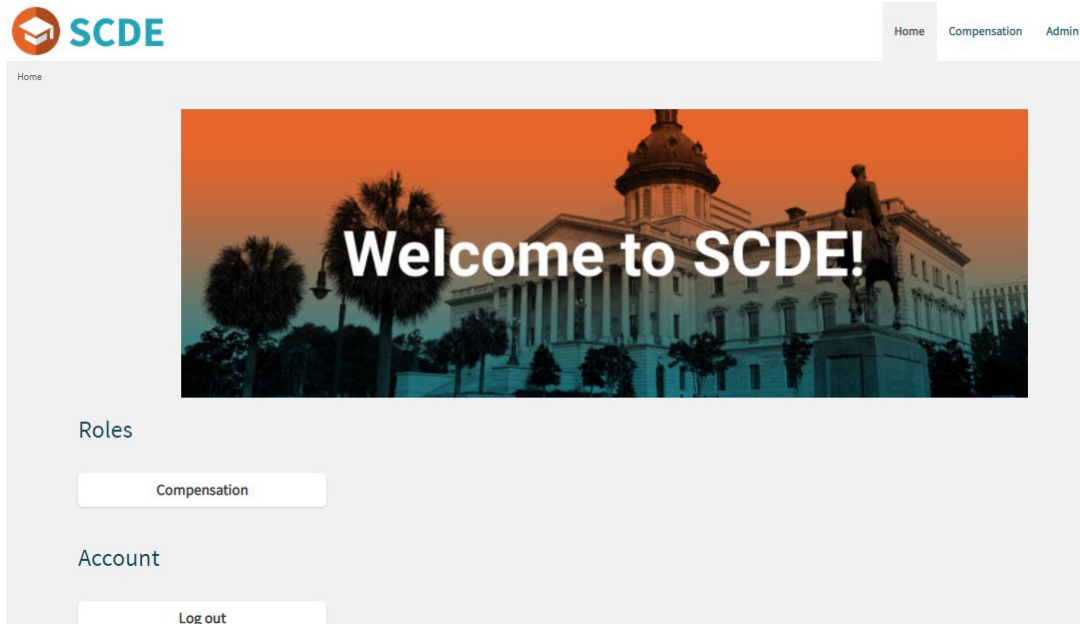 SCDE
Home Compensation Admin
Home
Welcome to SCDE!
Roles
Compensation
Account
Log out